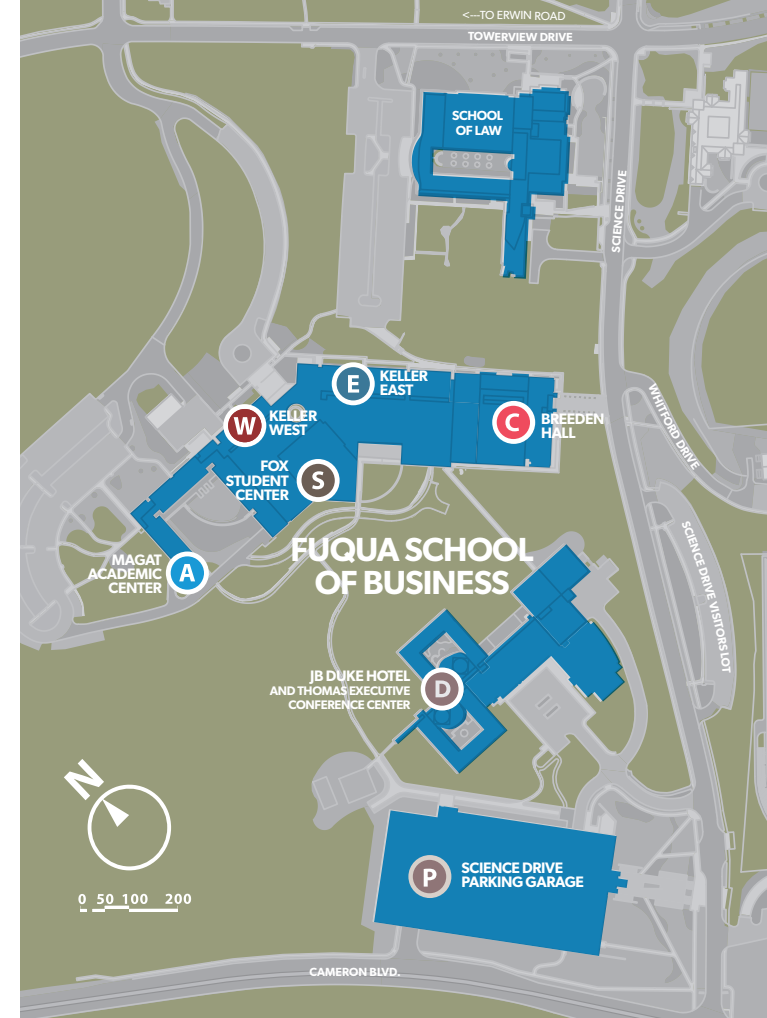 <---TO ERWIN ROAD
TOWERVIEW DRIVE
SCHOOL
OF LAW
SCIENCE DRIVE
E
KELLER
EAST
W
KELLER
WEST
C
BREEDEN
HALL
WHITFORD DRIVE
FOX
STUDENT
CENTER
S
MAGAT
ACADEMIC
CENTER
A
FUQUA SCHOOL
OF BUSINESS
SCIENCE DRIVE VISITORS LOT
JB DUKE HOTEL
AND THOMAS EXECUTIVE
CONFERENCE CENTER
D
N
P
SCIENCE DRIVE
PARKING GARAGE
0 50 100 200
CAMERON BLVD.